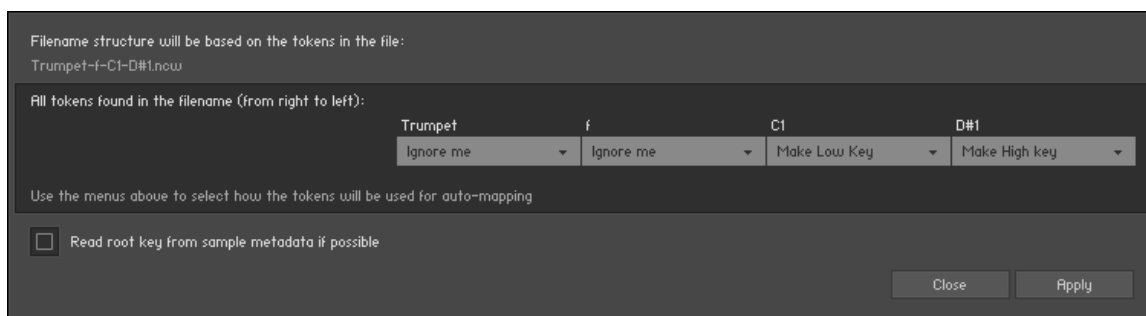 Filename structure will be based on the tokens in the file:
Trumpet-f-C1-D#1.ncw
All tokens found in the filename (from right to left):
Trumpet f C1 D#1
Ignore me Ignore me Make Low Key Make High key
Use the menus above to select how the tokens will be used for auto-mapping
Read root key from sample metadata if possible
Close Apply